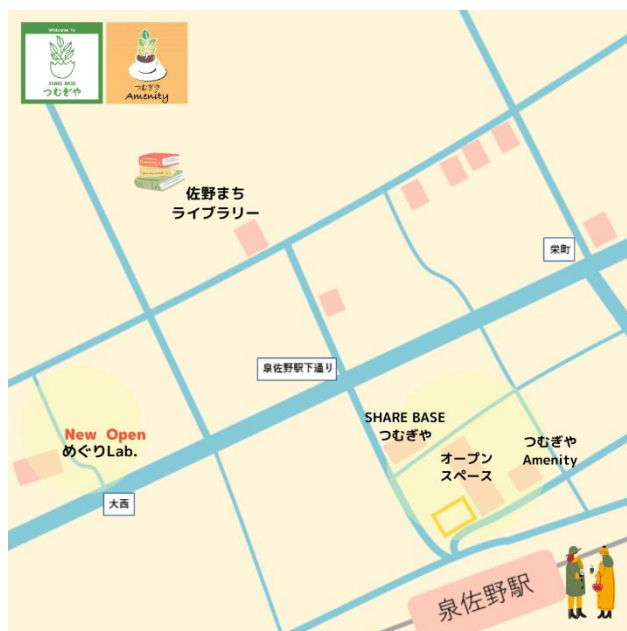 Welcome To
SHARE BASE
つむぎや
つむぎや
Amenity
佐野まち
ライブラリー
栄町
泉佐野駅下通り
SHARE BASE
つむぎや
つむぎや
Amenity
オープン
スペース
New Open
めぐりLab.
大西
泉佐野駅